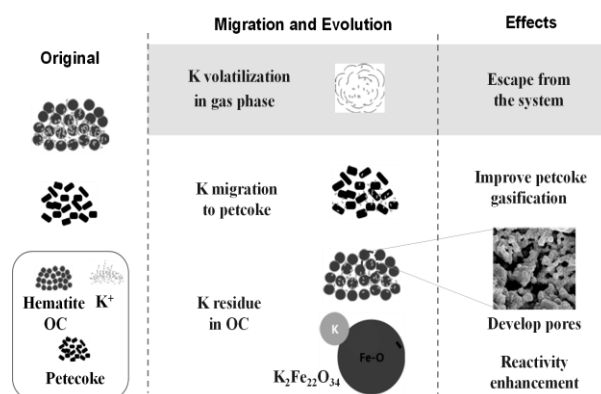 Migration and Evolution
Effects
Original
K volatilization
in gas phase
Escape from
the system
K migration
to petcoke
Improve petcoke
gasification
Hematite
OC
K+
Petecoke
K residue
in OC
K
Fe-O
K₂Fe₂₂O₃₄
Develop pores
Reactivity
enhancement